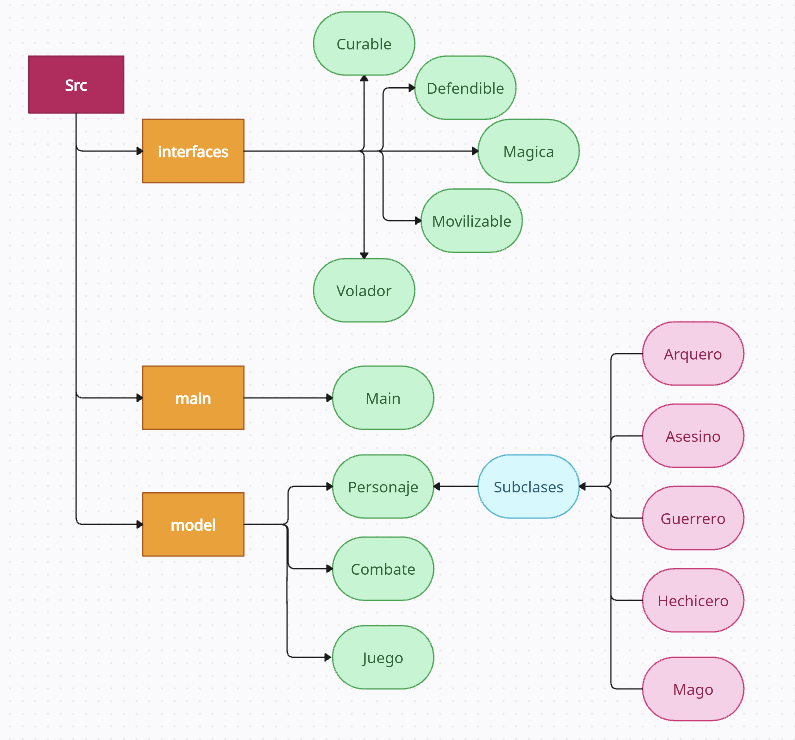 Curable
Src
Defendible
interfaces
Magica
Movilizable
Volador
Arquero
main
Main
Asesino
Personaje
Subclases
model
Guerrero
Combate
Hechicero
Juego
Mago